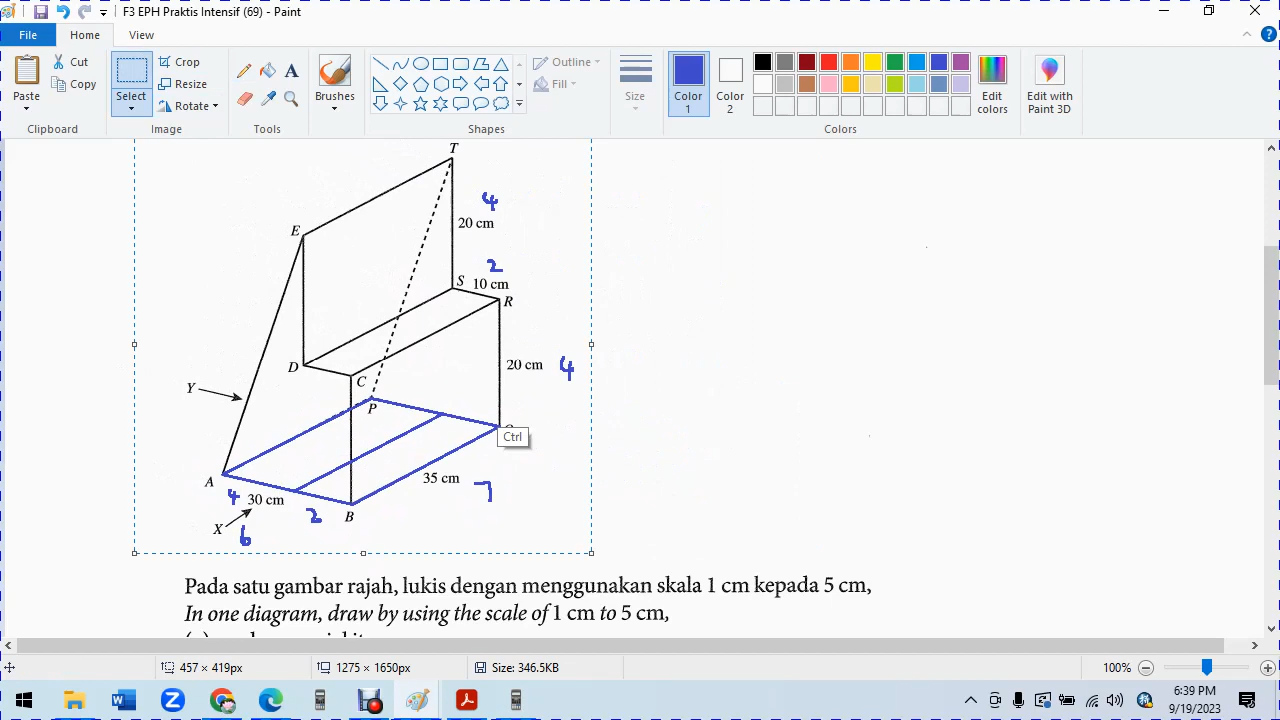 F3 EPH Praktis Intensif (69) - Paint
File Home View
Paste
Cut
Copy
Clipboard
Select
Crop
Resize
Rotate
Image
A
Tools
Brushes
Shapes
Outline
Fill
Size
Color 1
Color 2
Colors
Edit colors
Edit with Paint 3D
T
4
20 cm
E
2
S 10 cm
R
D
C
20 cm 4
Y
P
Ctrl
A
35 cm 7
4 30 cm
2
B
X
6
Pada satu gambar rajah, lukis dengan menggunakan skala 1 cm kepada 5 cm,
In one diagram, draw by using the scale of 1 cm to 5 cm,
457 × 419px
1275 × 1650px
Size: 346.5KB
100%
6:39 PM
9/19/2023